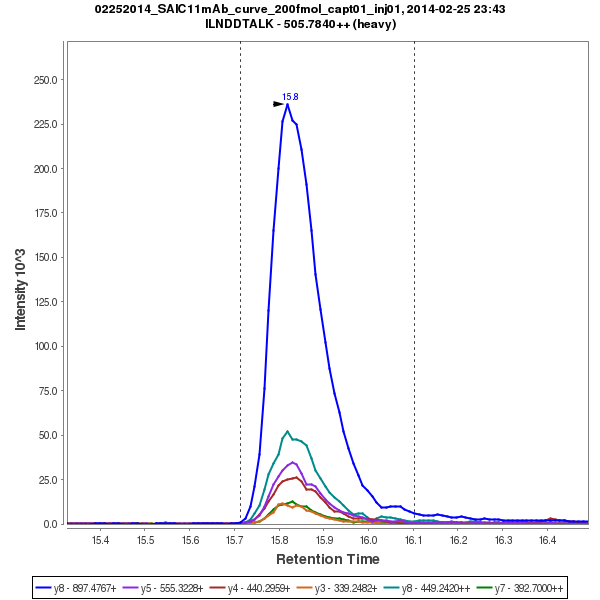 02252014_SAIC11mAb_curve_200fmol_capt01_inj01, 2014-02-25 23:43
ILNDDTALK - 505.7840++ (heavy)
Intensity 10^3
250.0
225.0
200.0
175.0
150.0
125.0
100.0
75.0
50.0
25.0
0.0
15.8
15.4 15.5 15.6 15.7 15.8 15.9 16.0 16.1 16.2 16.3 16.4
Retention Time
y8 - 897.4767+ y5 - 555.3228+ y4 - 440.2959+ y3 - 339.2482+ y8 - 449.2420++ y7 - 392.7000++